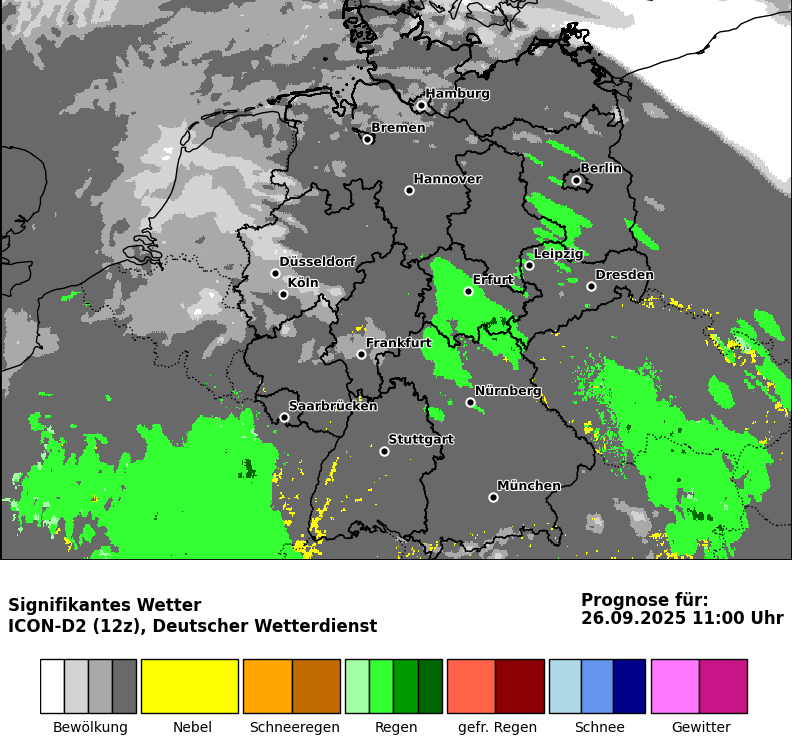 Hamburg
Bremen
Berlin
Hannover
Leipzig
Düsseldorf
Dresden
Köln
Erfurt
Frankfurt
Nürnberg
Saarbrücken
Stuttgart
München
Signifikantes Wetter
ICON-D2 (12z), Deutscher Wetterdienst
Prognose für:
26.09.2025 11:00 Uhr
Bewölkung Nebel Schneeregen Regen gefr. Regen Schnee Gewitter